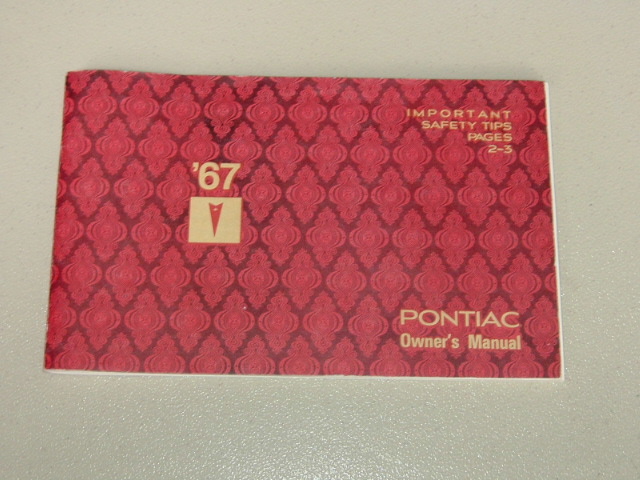 IMPORTANT
SAFETY TIPS
PAGES
2-3
'67
PONTIAC
Owner's Manual